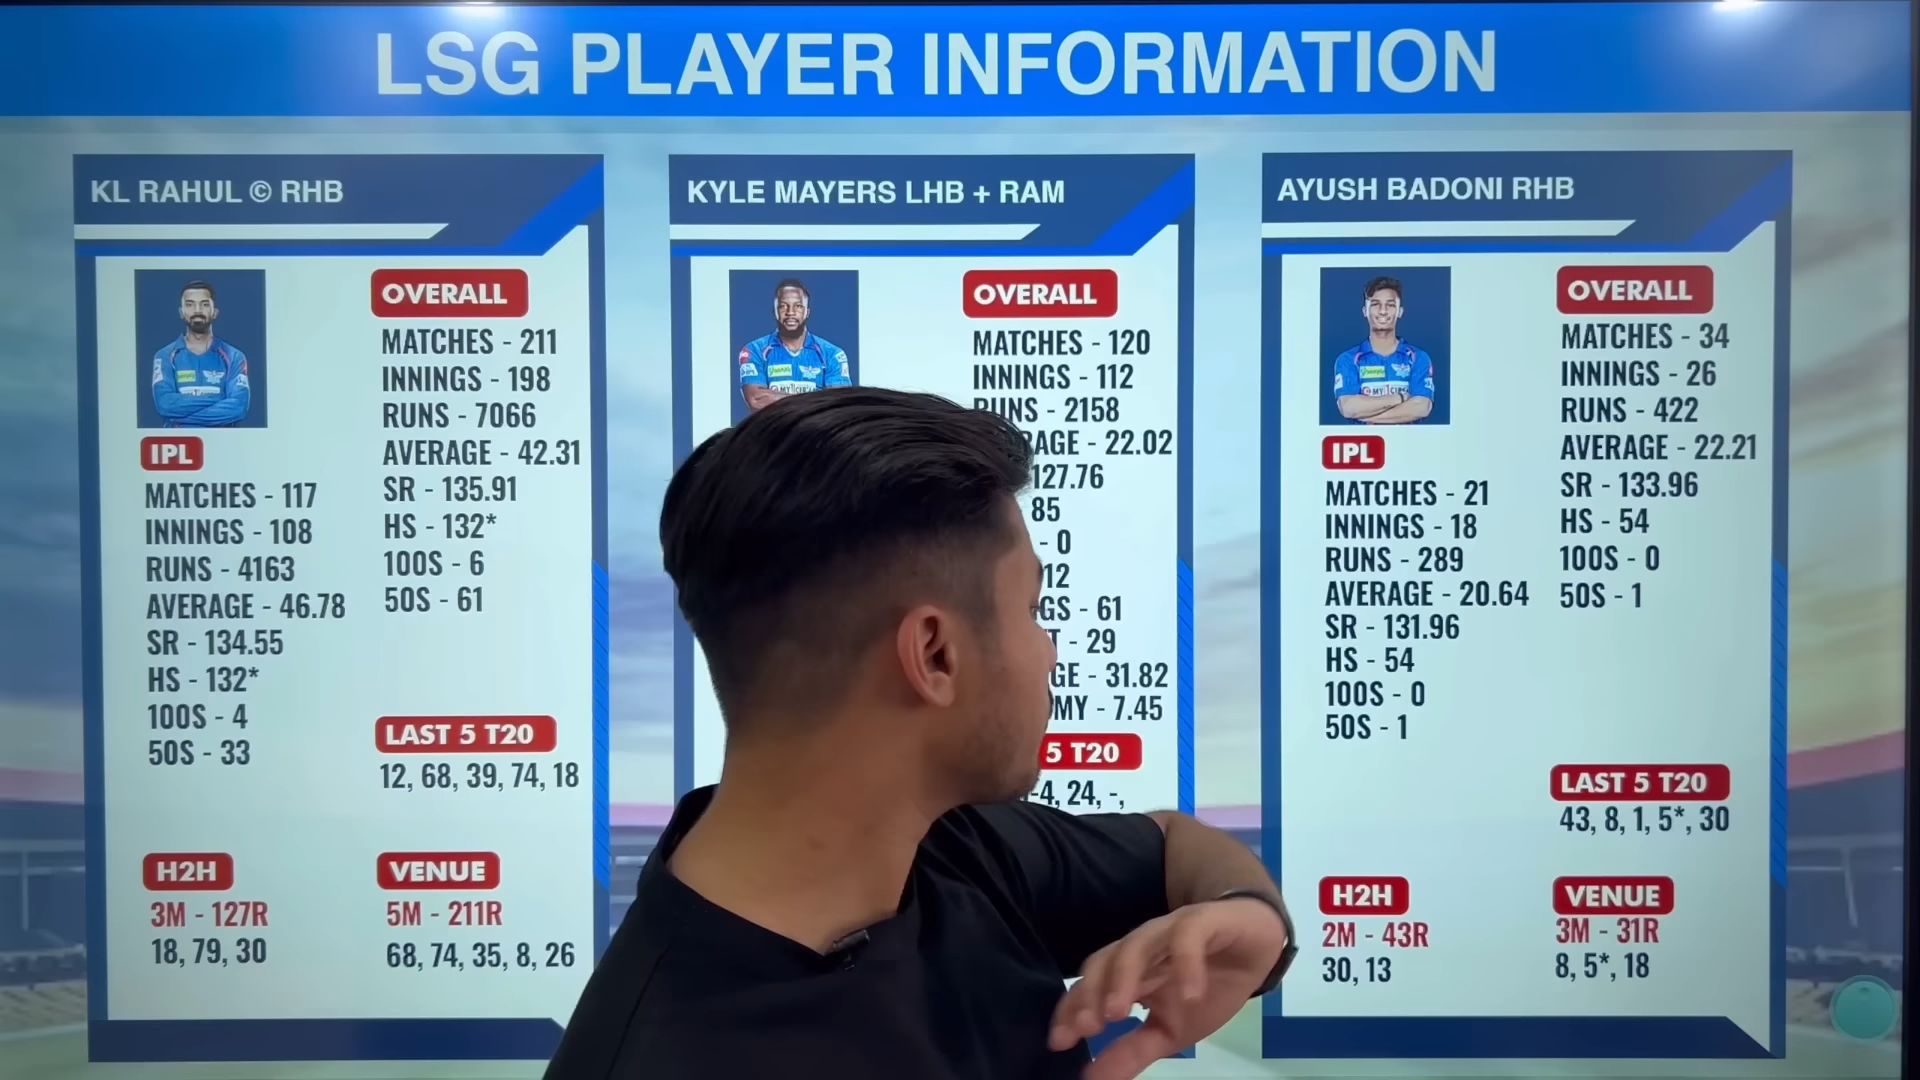 LSG PLAYER INFORMATION
KL RAHUL © RHB
OVERALL
MATCHES - 211
INNINGS - 198
RUNS - 7066
AVERAGE - 42.31
SR - 135.91
HS - 132*
100S - 6
50S - 61
IPL
MATCHES - 117
INNINGS - 108
RUNS - 4163
AVERAGE - 46.78
SR - 134.55
HS - 132*
100S - 4
50S - 33
LAST 5 T20
12, 68, 39, 74, 18
H2H
3M - 127R
18, 79, 30
VENUE
5M - 211R
68, 74, 35, 8, 26
KYLE MAYERS LHB + RAM
OVERALL
MATCHES - 120
INNINGS - 112
RUNS - 2158
RAGE - 22.02
127.76
85
- 0
12
GS - 61
T - 29
GE - 31.82
MY - 7.45
5 T20
-4, 24, -,
AYUSH BADONI RHB
OVERALL
MATCHES - 34
INNINGS - 26
RUNS - 422
AVERAGE - 22.21
SR - 133.96
HS - 54
100S - 0
50S - 1
IPL
MATCHES - 21
INNINGS - 18
RUNS - 289
AVERAGE - 20.64
SR - 131.96
HS - 54
100S - 0
50S - 1
LAST 5 T20
43, 8, 1, 5*, 30
H2H
2M - 43R
30, 13
VENUE
3M - 31R
8, 5*, 18